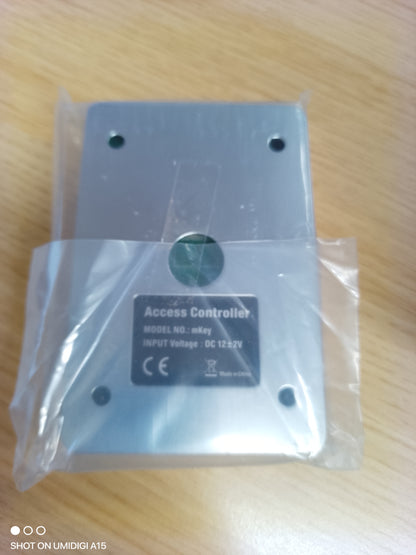 Access Controller
MODEL NO.: mKey
INPUT Voltage : DC 12±2V
CE
Made in China
SHOT ON UMIDIGI A15